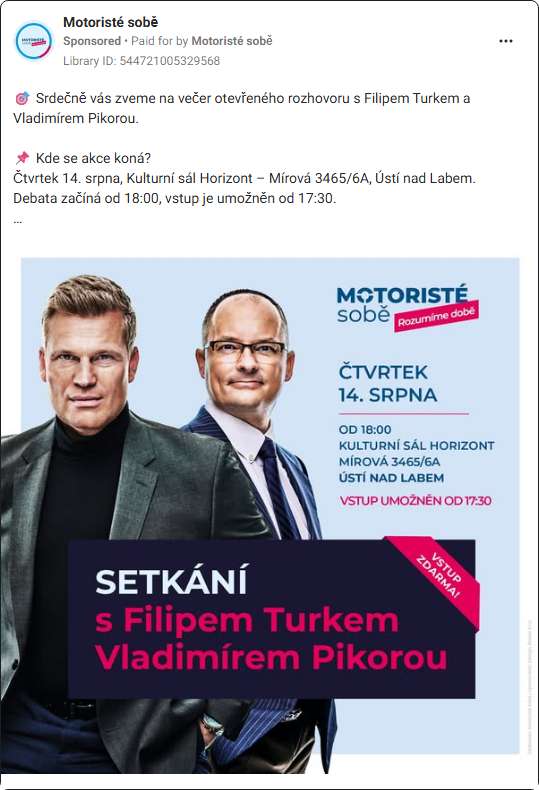 Motoristé sobě
Sponsored • Paid for by Motoristé sobě
Library ID: 544721005329568
🎯 Srdečně vás zveme na večer otevřeného rozhovoru s Filipem Turkem a
Vladimírem Pikorou.
📌 Kde se akce koná?
Čtvrtek 14. srpna, Kulturní sál Horizont – Mírová 3465/6A, Ústí nad Labem.
Debata začíná od 18:00, vstup je umožněn od 17:30.
...
MOTORISTÉ
sobě
Rozumíme době
ČTVRTEK
14. SRPNA
OD 18:00
KULTURNÍ SÁL HORIZONT
MÍROVÁ 3465/6A
ÚSTÍ NAD LABEM
VSTUP UMOŽNĚN OD 17:30
VSTUP
ZDARMA!
SETKÁNÍ
s Filipem Turkem
Vladimírem Pikorou